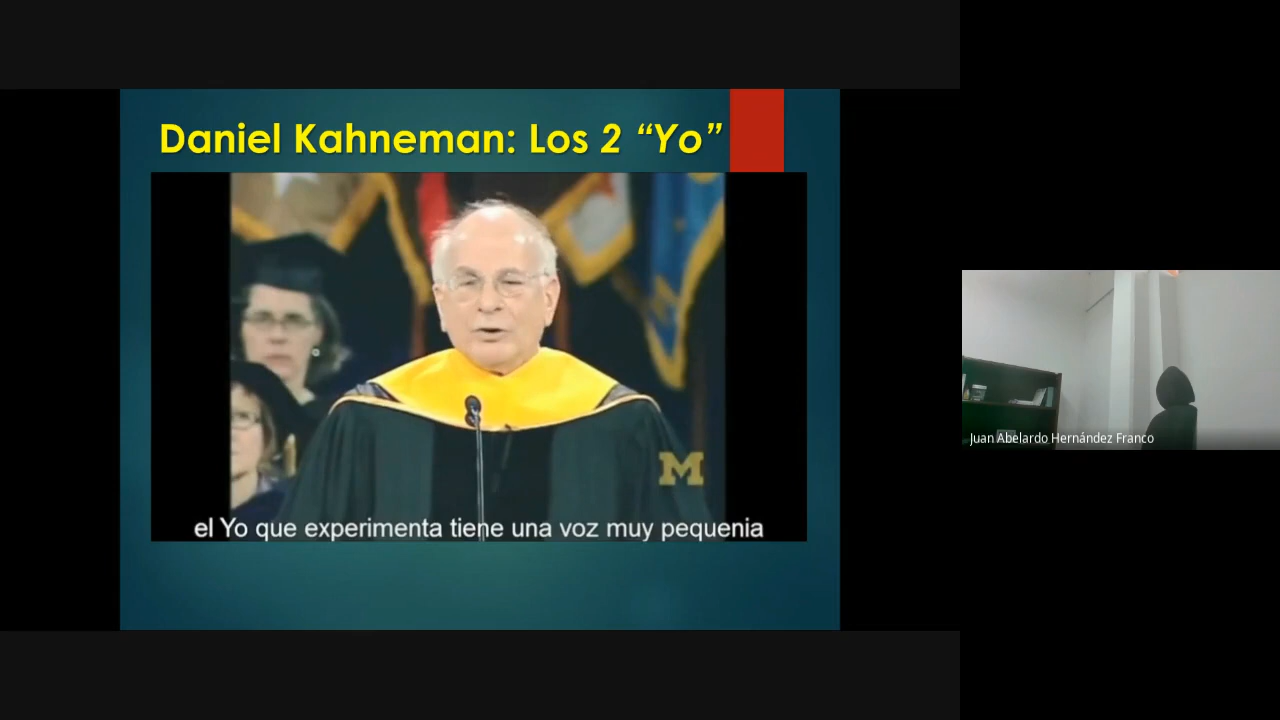 Daniel Kahneman: Los 2 “Yo”
M
el Yo que experimenta tiene una voz muy pequenia
Juan Abelardo Hernández Franco